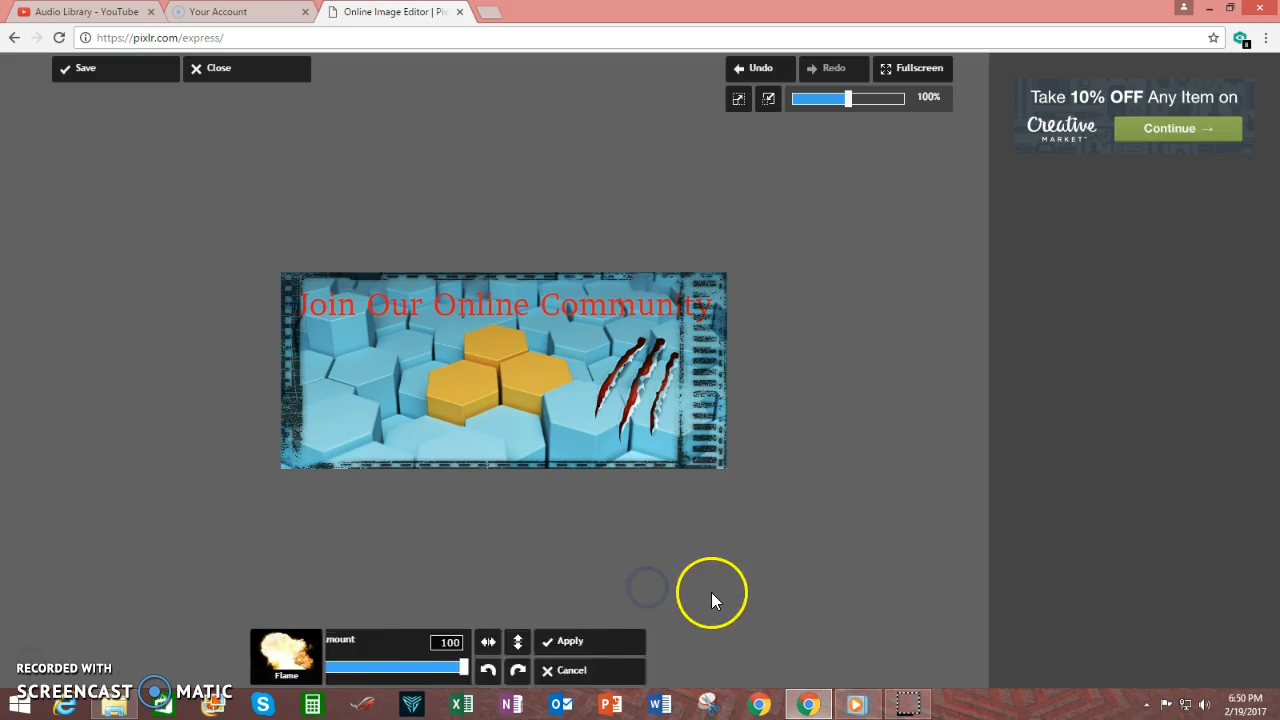 Audio Library - YouTube
Your Account
Online Image Editor | Pix
https://pixlr.com/express/
8
Save
Close
Undo
Redo
Fullscreen
100%
Take 10% OFF Any Item on
Creative
MARKET
Continue →
Join Our Online Community
Flame
mount
100
Apply
Cancel
RECORDED WITH
SCREENCAST MATIC
6:50 PM
2/19/2017